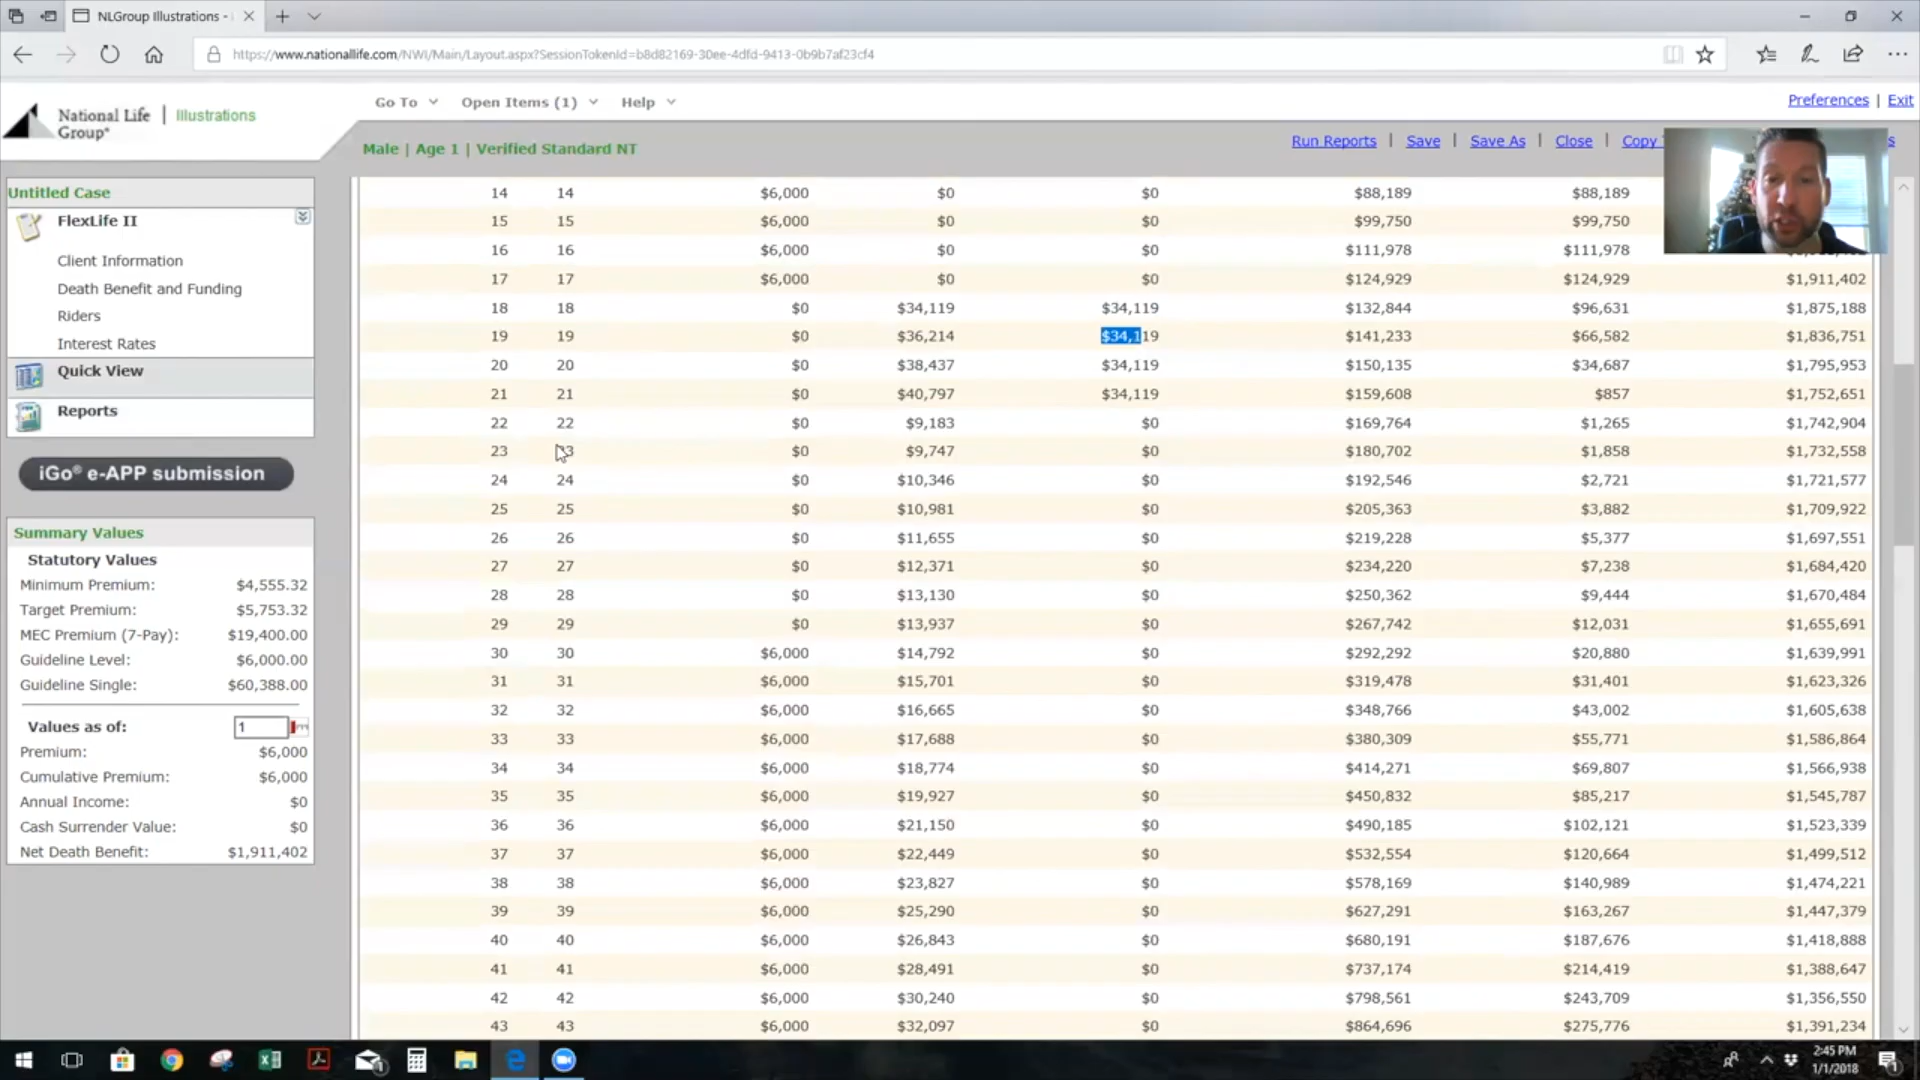 NLGroup Illustrations -
https://www.nationallife.com/NWI/Main/Layout.aspx?SessionTokenId=b8d82169-30ee-4dfd-9413-0b9b7af23cf4
National Life Group® | Illustrations
Go To Open Items (1) Help
Preferences | Exit
Male | Age 1 | Verified Standard NT
Run Reports | Save | Save As | Close | Copy
Untitled Case
FlexLife II
Client Information
Death Benefit and Funding
Riders
Interest Rates
Quick View
Reports
iGo® e-APP submission
Summary Values
Statutory Values
Minimum Premium: $4,555.32
Target Premium: $5,753.32
MEC Premium (7-Pay): $19,400.00
Guideline Level: $6,000.00
Guideline Single: $60,388.00
Values as of: 1
Premium: $6,000
Cumulative Premium: $6,000
Annual Income: $0
Cash Surrender Value: $0
Net Death Benefit: $1,911,402
14 14 $6,000 $0 $0 $88,189 $88,189
15 15 $6,000 $0 $0 $99,750 $99,750
16 16 $6,000 $0 $0 $111,978 $111,978
17 17 $6,000 $0 $0 $124,929 $124,929 $1,911,402
18 18 $0 $34,119 $34,119 $132,844 $96,631 $1,875,188
19 19 $0 $36,214 $34,119 $141,233 $66,582 $1,836,751
20 20 $0 $38,437 $34,119 $150,135 $34,687 $1,795,953
21 21 $0 $40,797 $34,119 $159,608 $857 $1,752,651
22 22 $0 $9,183 $0 $169,764 $1,265 $1,742,904
23 23 $0 $9,747 $0 $180,702 $1,858 $1,732,558
24 24 $0 $10,346 $0 $192,546 $2,721 $1,721,577
25 25 $0 $10,981 $0 $205,363 $3,882 $1,709,922
26 26 $0 $11,655 $0 $219,228 $5,377 $1,697,551
27 27 $0 $12,371 $0 $234,220 $7,238 $1,684,420
28 28 $0 $13,130 $0 $250,362 $9,444 $1,670,484
29 29 $0 $13,937 $0 $267,742 $12,031 $1,655,691
30 30 $6,000 $14,792 $0 $292,292 $20,880 $1,639,991
31 31 $6,000 $15,701 $0 $319,478 $31,401 $1,623,326
32 32 $6,000 $16,665 $0 $348,766 $43,002 $1,605,638
33 33 $6,000 $17,688 $0 $380,309 $55,771 $1,586,864
34 34 $6,000 $18,774 $0 $414,271 $69,807 $1,566,938
35 35 $6,000 $19,927 $0 $450,832 $85,217 $1,545,787
36 36 $6,000 $21,150 $0 $490,185 $102,121 $1,523,339
37 37 $6,000 $22,449 $0 $532,554 $120,664 $1,499,512
38 38 $6,000 $23,827 $0 $578,169 $140,989 $1,474,221
39 39 $6,000 $25,290 $0 $627,291 $163,267 $1,447,379
40 40 $6,000 $26,843 $0 $680,191 $187,676 $1,418,888
41 41 $6,000 $28,491 $0 $737,174 $214,419 $1,388,647
42 42 $6,000 $30,240 $0 $798,561 $243,709 $1,356,550
43 43 $6,000 $32,097 $0 $864,696 $275,776 $1,391,234
2:45 PM
1/1/2018